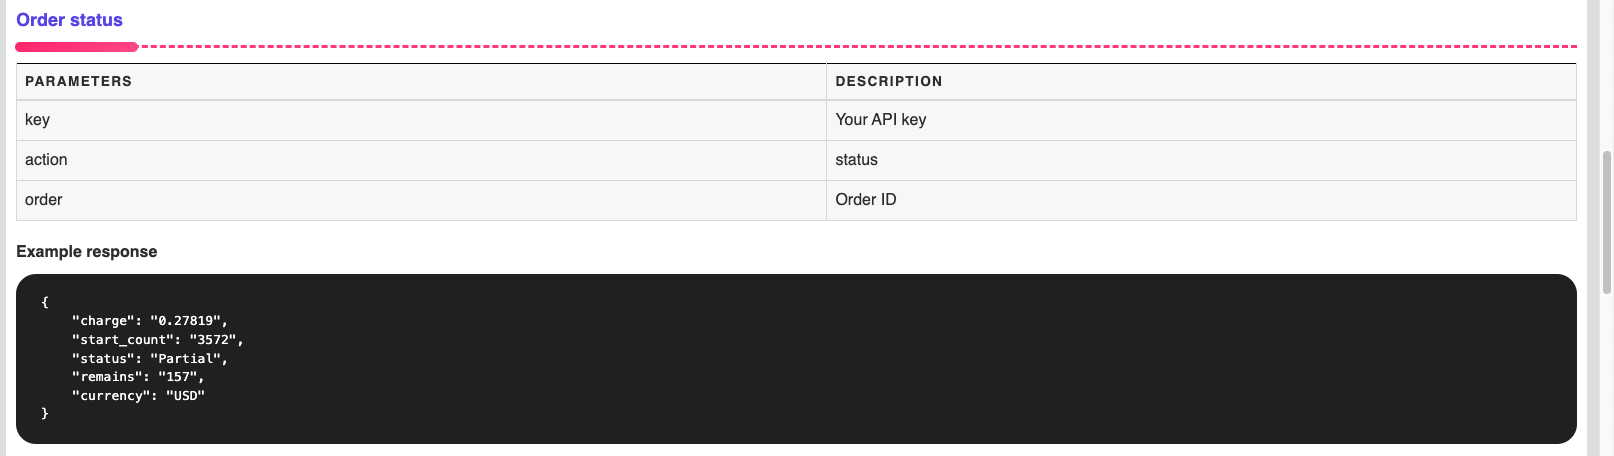 Order status
PARAMETERS DESCRIPTION
key Your API key
action status
order Order ID
Example response
{
    "charge": "0.27819",
    "start_count": "3572",
    "status": "Partial",
    "remains": "157",
    "currency": "USD"
}